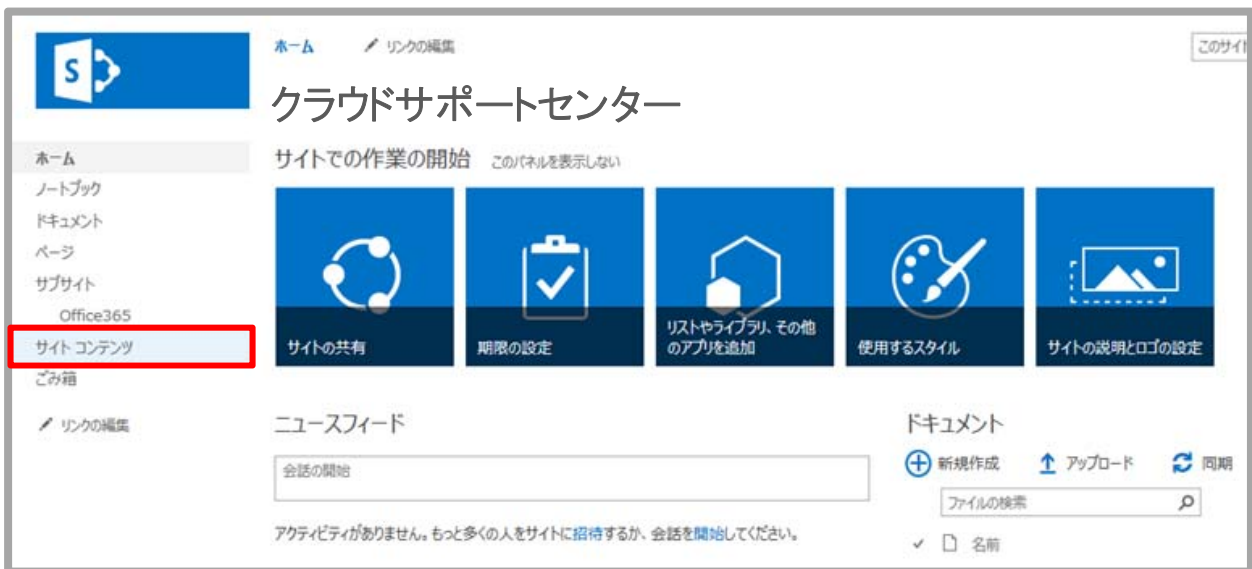 S
ホーム
リンクの編集
このサイト
クラウドサポートセンター
ホーム
ノートブック
ドキュメント
ページ
サブサイト
Office365
サイト コンテンツ
ごみ箱
リンクの編集
サイトでの作業の開始 このパネルを表示しない
サイトの共有
期限の設定
リストやライブラリ、その他
のアプリを追加
使用するスタイル
サイトの説明とロゴの設定
ニュースフィード
会話の開始
アクティビティがありません。もっと多くの人をサイトに招待するか、会話を開始してください。
ドキュメント
新規作成
アップロード
同期
ファイルの検索
名前